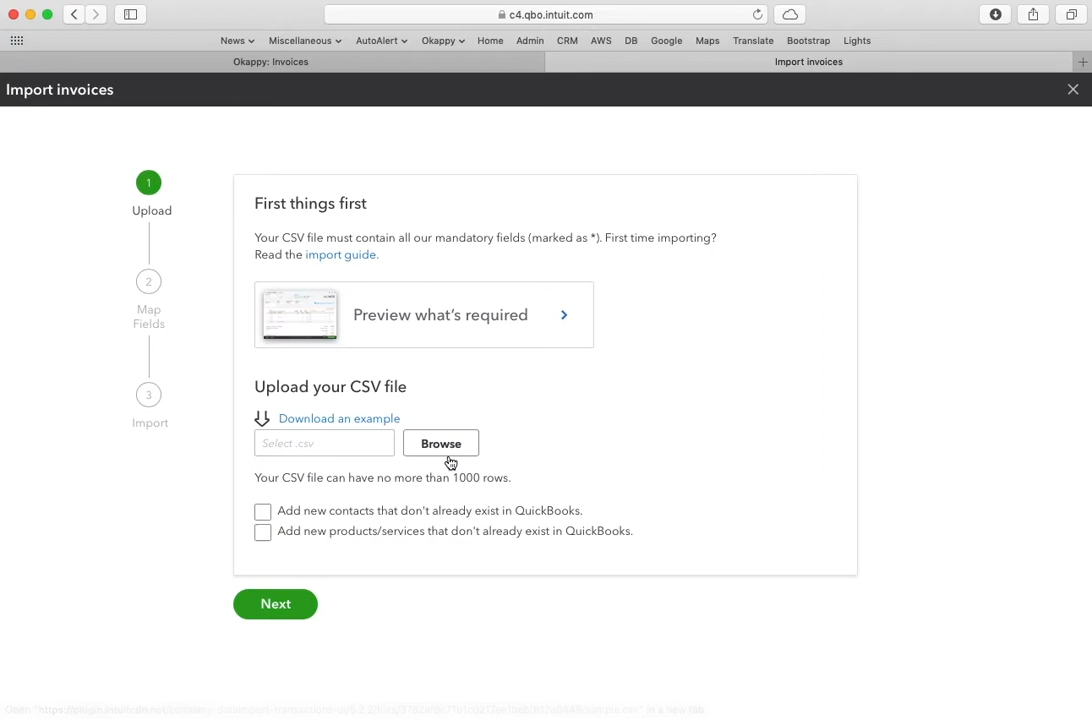 c4.qbo.intuit.com
News Miscellaneous AutoAlert Okappy Home Admin CRM AWS DB Google Maps Translate Bootstrap Lights
Okappy: Invoices Import invoices
Import invoices
1
Upload
2
Map
Fields
3
Import
First things first
Your CSV file must contain all our mandatory fields (marked as *). First time importing?
Read the import guide.
Preview what's required
Upload your CSV file
Download an example
Select .csv Browse
Your CSV file can have no more than 1000 rows.
Add new contacts that don't already exist in QuickBooks.
Add new products/services that don't already exist in QuickBooks.
Next